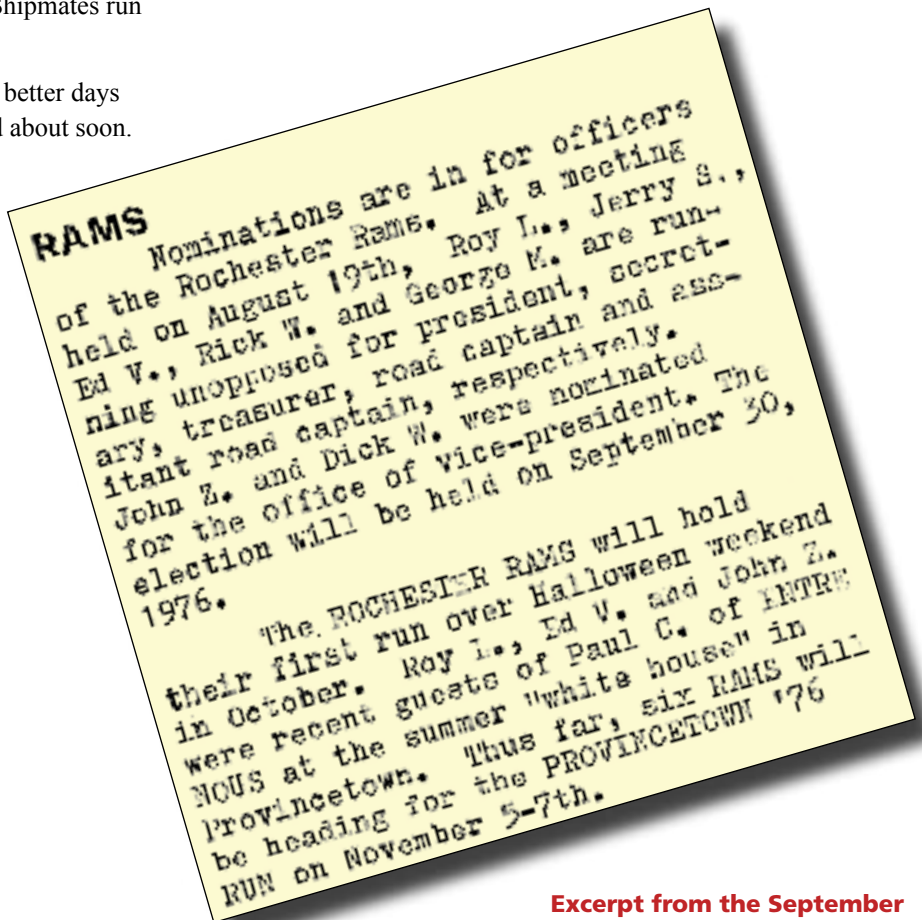 Shipmates run
better days
about soon.
RAMS
Nominations are in for officers
of the Rochester Rams. At a meeting
held on August 19th, Roy L., Jerry S.,
Ed V., Rick W. and George M. are run-
ning unopposed for president, secret-
ary, treasurer, road captain and ass-
itant road captain, respectively.
John Z. and Dick W. were nominated
for the office of Vice-president. The
election will be held on September 30,
1976.
The ROCHESTER RAMS will hold
their first run over Halloween weekend
in October. Roy L., Ed V. and John Z.
were recent guests of Paul C. of ENTRE
NOUS at the summer "white house" in
Provincetown. Thus far, six RAMS will
be heading for the PROVINCETOWN '76
RUN on November 5-7th.
Excerpt from the September